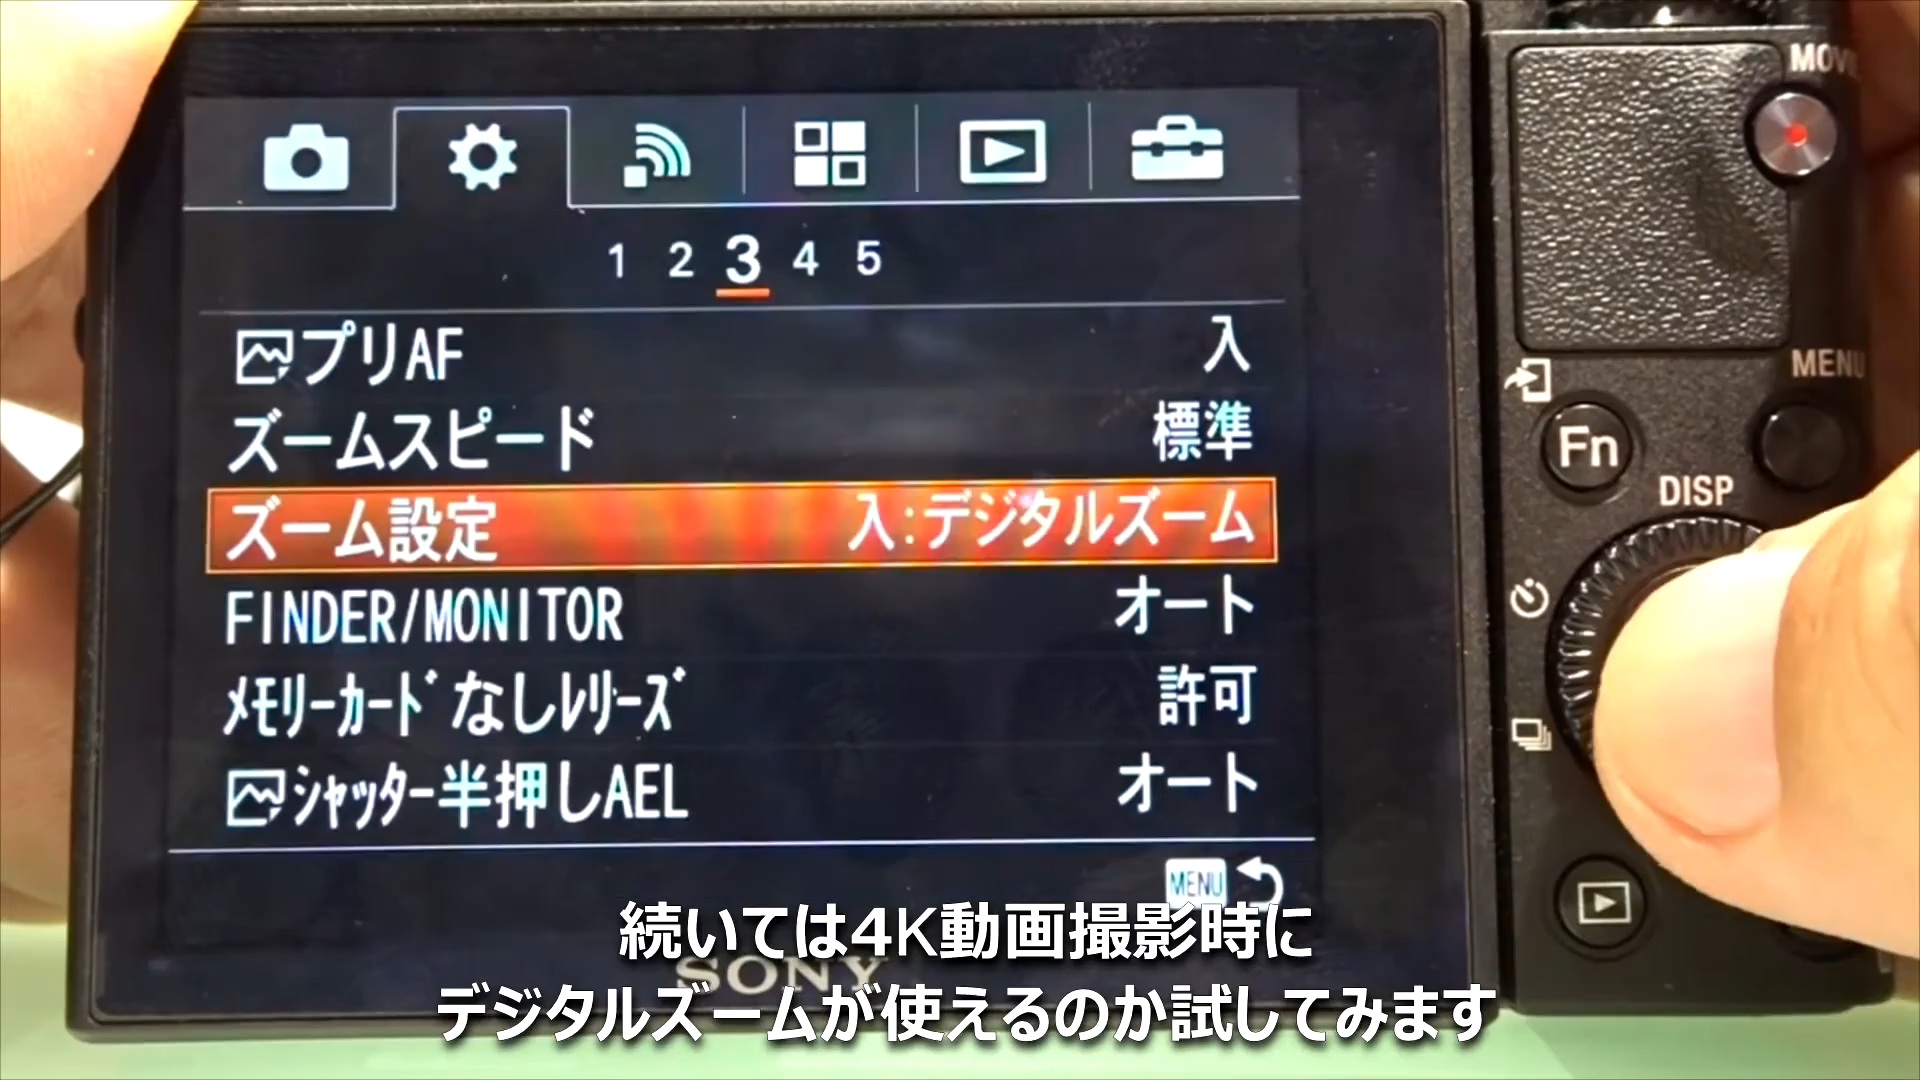 MOV
1 2 3 4 5
プリAF 入
ズームスピード 標準
ズーム設定 入:デジタルズーム
FINDER/MONITOR オート
ﾒﾓﾘｰｶｰﾄﾞなしﾚﾘｰｽﾞ 許可
ｼｬｯﾀｰ半押しAEL オート
MENU
MENU
Fn
DISP
SONY
続いては4K動画撮影時に
デジタルズームが使えるのか試してみます